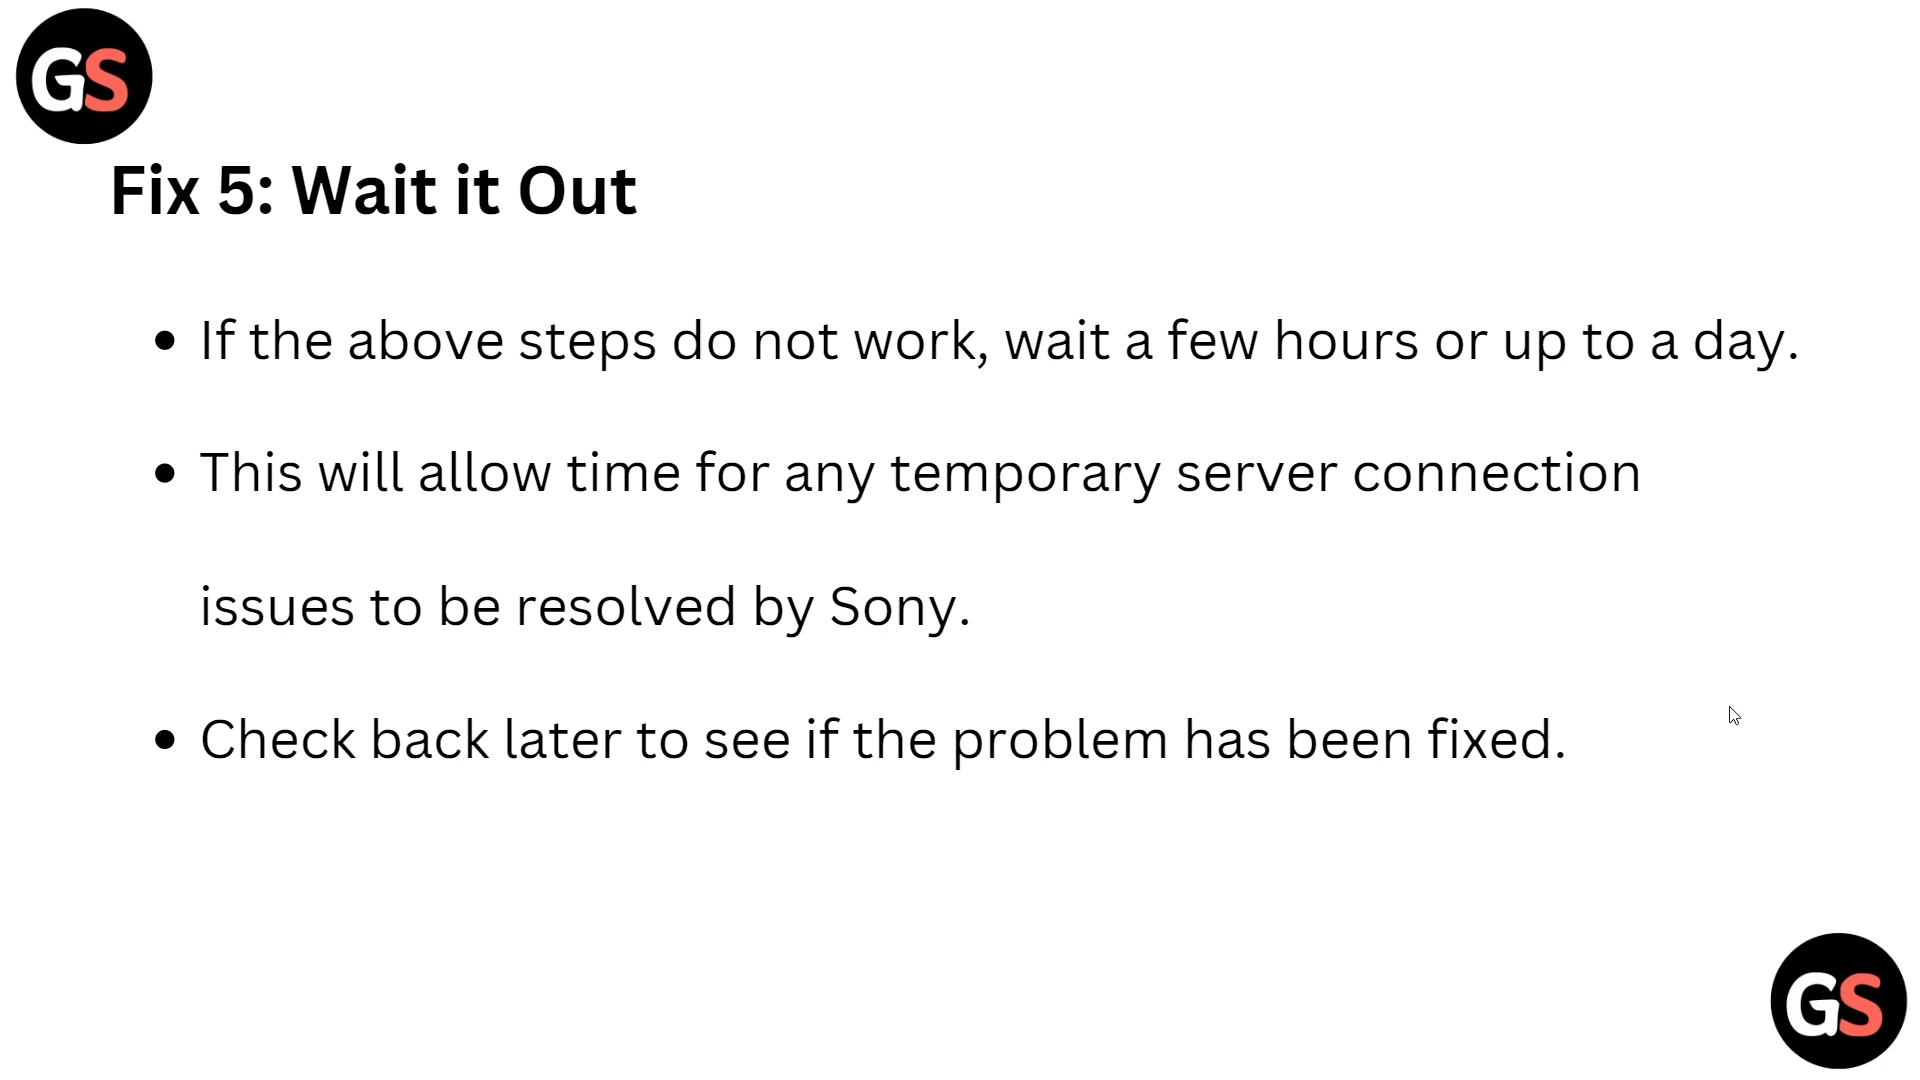 GS
Fix 5: Wait it Out
• If the above steps do not work, wait a few hours or up to a day.
• This will allow time for any temporary server connection
issues to be resolved by Sony.
• Check back later to see if the problem has been fixed.
GS